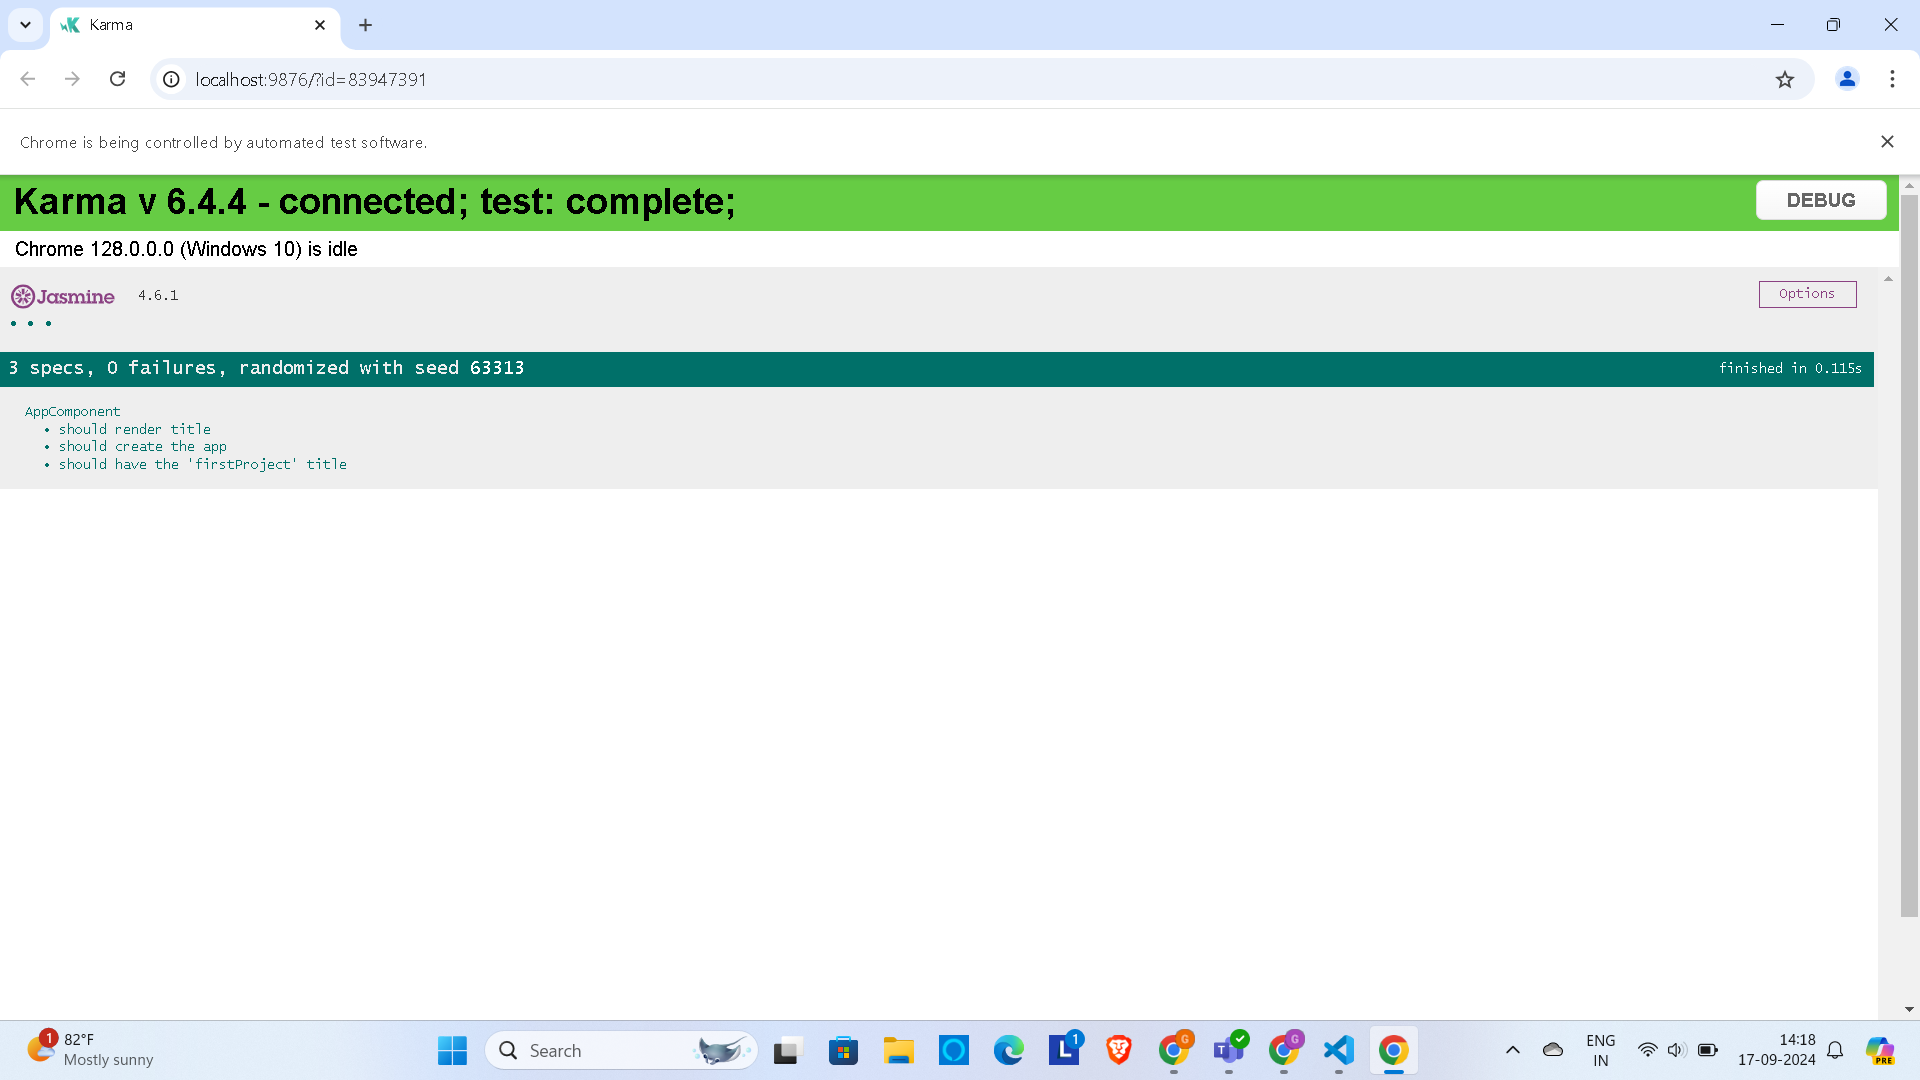 Karma
localhost:9876/?id=83947391
Chrome is being controlled by automated test software.
Karma v 6.4.4 - connected; test: complete;
DEBUG
Chrome 128.0.0.0 (Windows 10) is idle
Jasmine 4.6.1
Options
• • •
3 specs, 0 failures, randomized with seed 63313
finished in 0.115s
AppComponent
• should render title
• should create the app
• should have the 'firstProject' title
1
82°F
Mostly sunny
Search
L
1
G
T
G
PRE
ENG
IN
14:18
17-09-2024